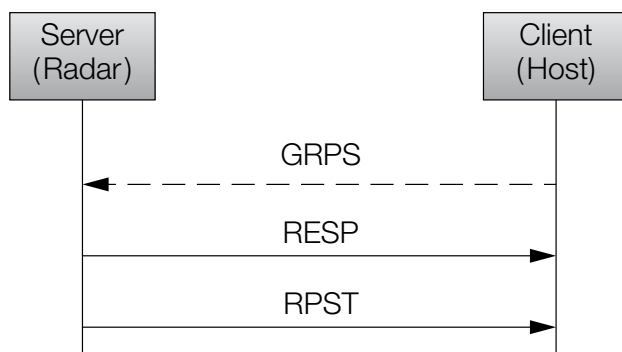 Server
(Radar)
Client
(Host)
GRPS
RESP
RPST